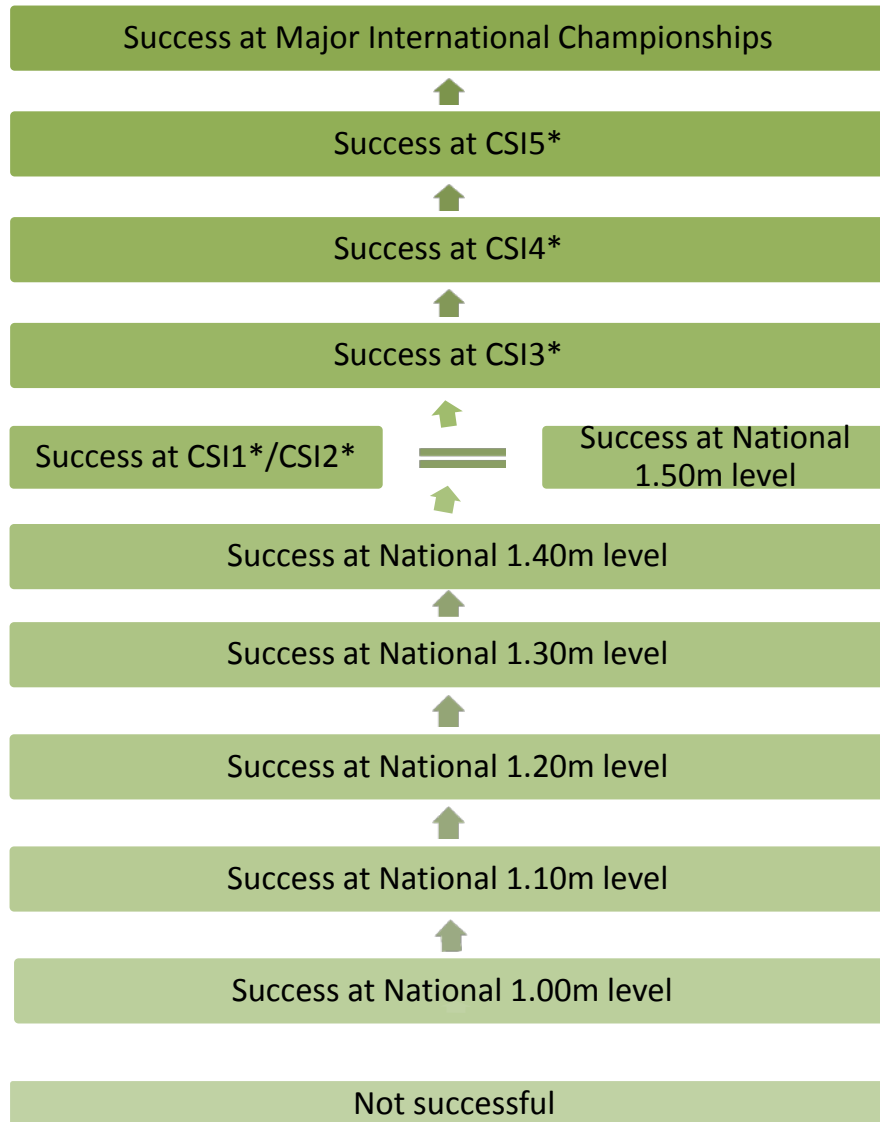 Success at Major International Championships
Success at CSI5*
Success at CSI4*
Success at CSI3*
Success at CSI1*/CSI2*
Success at National
1.50m level
Success at National 1.40m level
Success at National 1.30m level
Success at National 1.20m level
Success at National 1.10m level
Success at National 1.00m level
Not successful